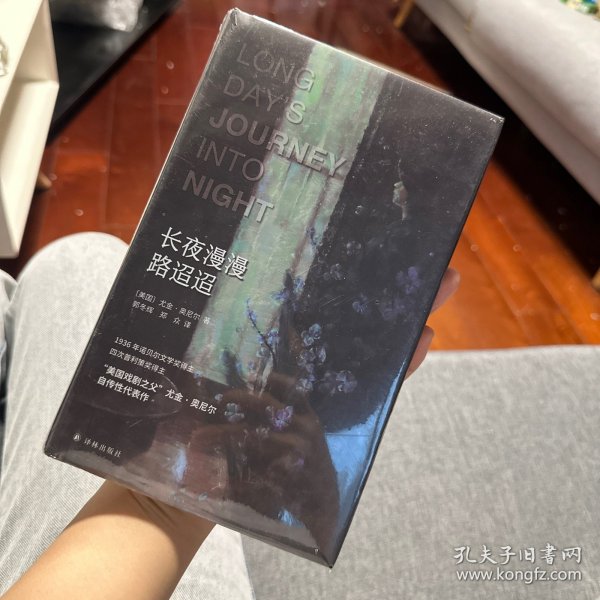 LONG
DAY'S
JOURNEY
INTO
NIGHT
长夜漫漫
路迢迢
[美国] 尤金·奥尼尔 著
郭冬辉 郑 众 译
1936年诺贝尔文学奖得主
四次普利策奖得主
“美国戏剧之父”尤金·奥尼尔
自传性代表作
译林出版社
孔夫子旧书网
www.kongfz.com